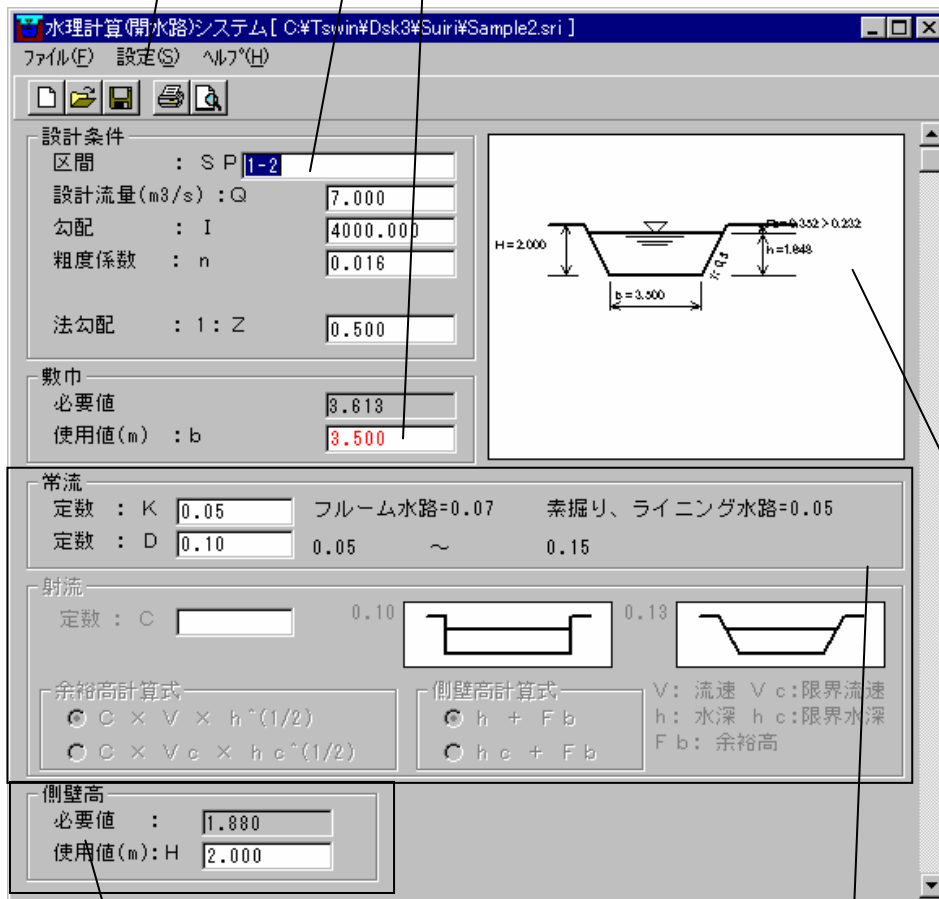 水理計算(開水路)システム[ C:¥Tswin¥Dsk3¥Suiri¥Sample2.sri ]
ファイル(F) 設定(S) ヘルプ(H)
設計条件
区間 : SP 1-2
設計流量(m3/s) :Q 7.000
勾配 : I 4000.000
粗度係数 : n 0.016
法勾配 : 1:Z 0.500
H=2.000
h=1.648
b=3.500
敷巾
必要値 3.613
使用値(m) :b 3.500
常流
定数 : K 0.05 フルーム水路=0.07 素掘り、ライニング水路=0.05
定数 : D 0.10 0.05 ~ 0.15
射流
定数 : C 0.10 0.13
余裕高計算式
C × V × h^(1/2)
C × Vc × hc^(1/2)
側壁高計算式
h + Fb
hc + Fb
V: 流速 Vc:限界流速
h: 水深 hc:限界水深
Fb: 余裕高
側壁高
必要値 : 1.880
使用値(m):H 2.000